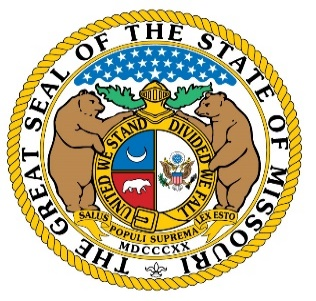 THE GREAT SEAL OF THE STATE OF MISSOURI
UNITED WE STAND DIVIDED WE FALL
SALUS POPULI SUPREMA LEX ESTO
MDCCCXX